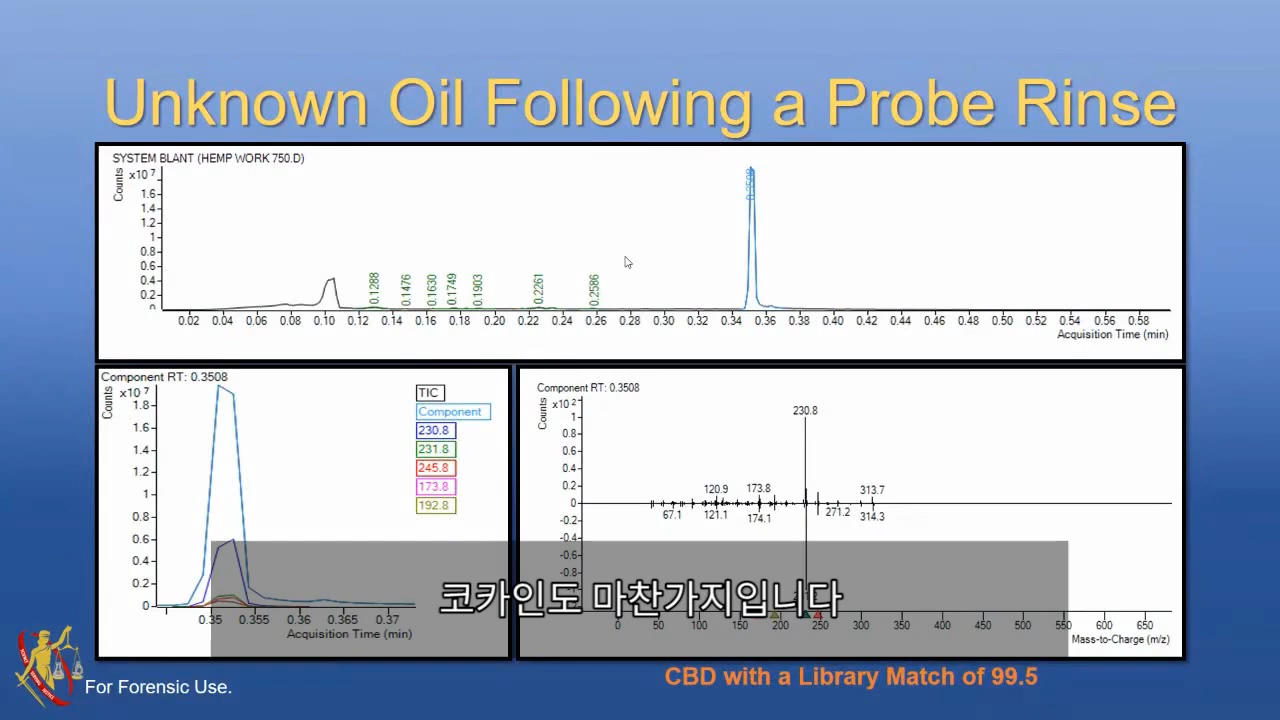 Unknown Oil Following a Probe Rinse
SYSTEM BLANT (HEMP WORK 750.D)
Counts
x10 7
1.6
1.4
1.2
1
0.8
0.6
0.4
0.2
0
0.1288
0.1476
0.1630
0.1749
0.1903
0.2261
0.2586
0.3508
0.02 0.04 0.06 0.08 0.10 0.12 0.14 0.16 0.18 0.20 0.22 0.24 0.26 0.28 0.30 0.32 0.34 0.36 0.38 0.40 0.42 0.44 0.46 0.48 0.50 0.52 0.54 0.56 0.58
Acquisition Time (min)
Component RT: 0.3508
Counts
x10 7
1.8
1.6
1.4
1.2
1
0.8
0.6
0.4
0.2
0
TIC
Component
230.8
231.8
245.8
173.8
192.8
0.35 0.355 0.36 0.365 0.37
Acquisition Time (min)
Component RT: 0.3508
Counts
x10 2
1
0.8
0.6
0.4
0.2
0
-0.2
-0.4
-0.6
-0.8
230.8
120.9 173.8 313.7
67.1 121.1 174.1 271.2 314.3
0 50 100 150 200 250 300 350 400 450 500 550 600 650
Mass-to-Charge (m/z)
코카인도 마찬가지입니다
CBD with a Library Match of 99.5
For Forensic Use.